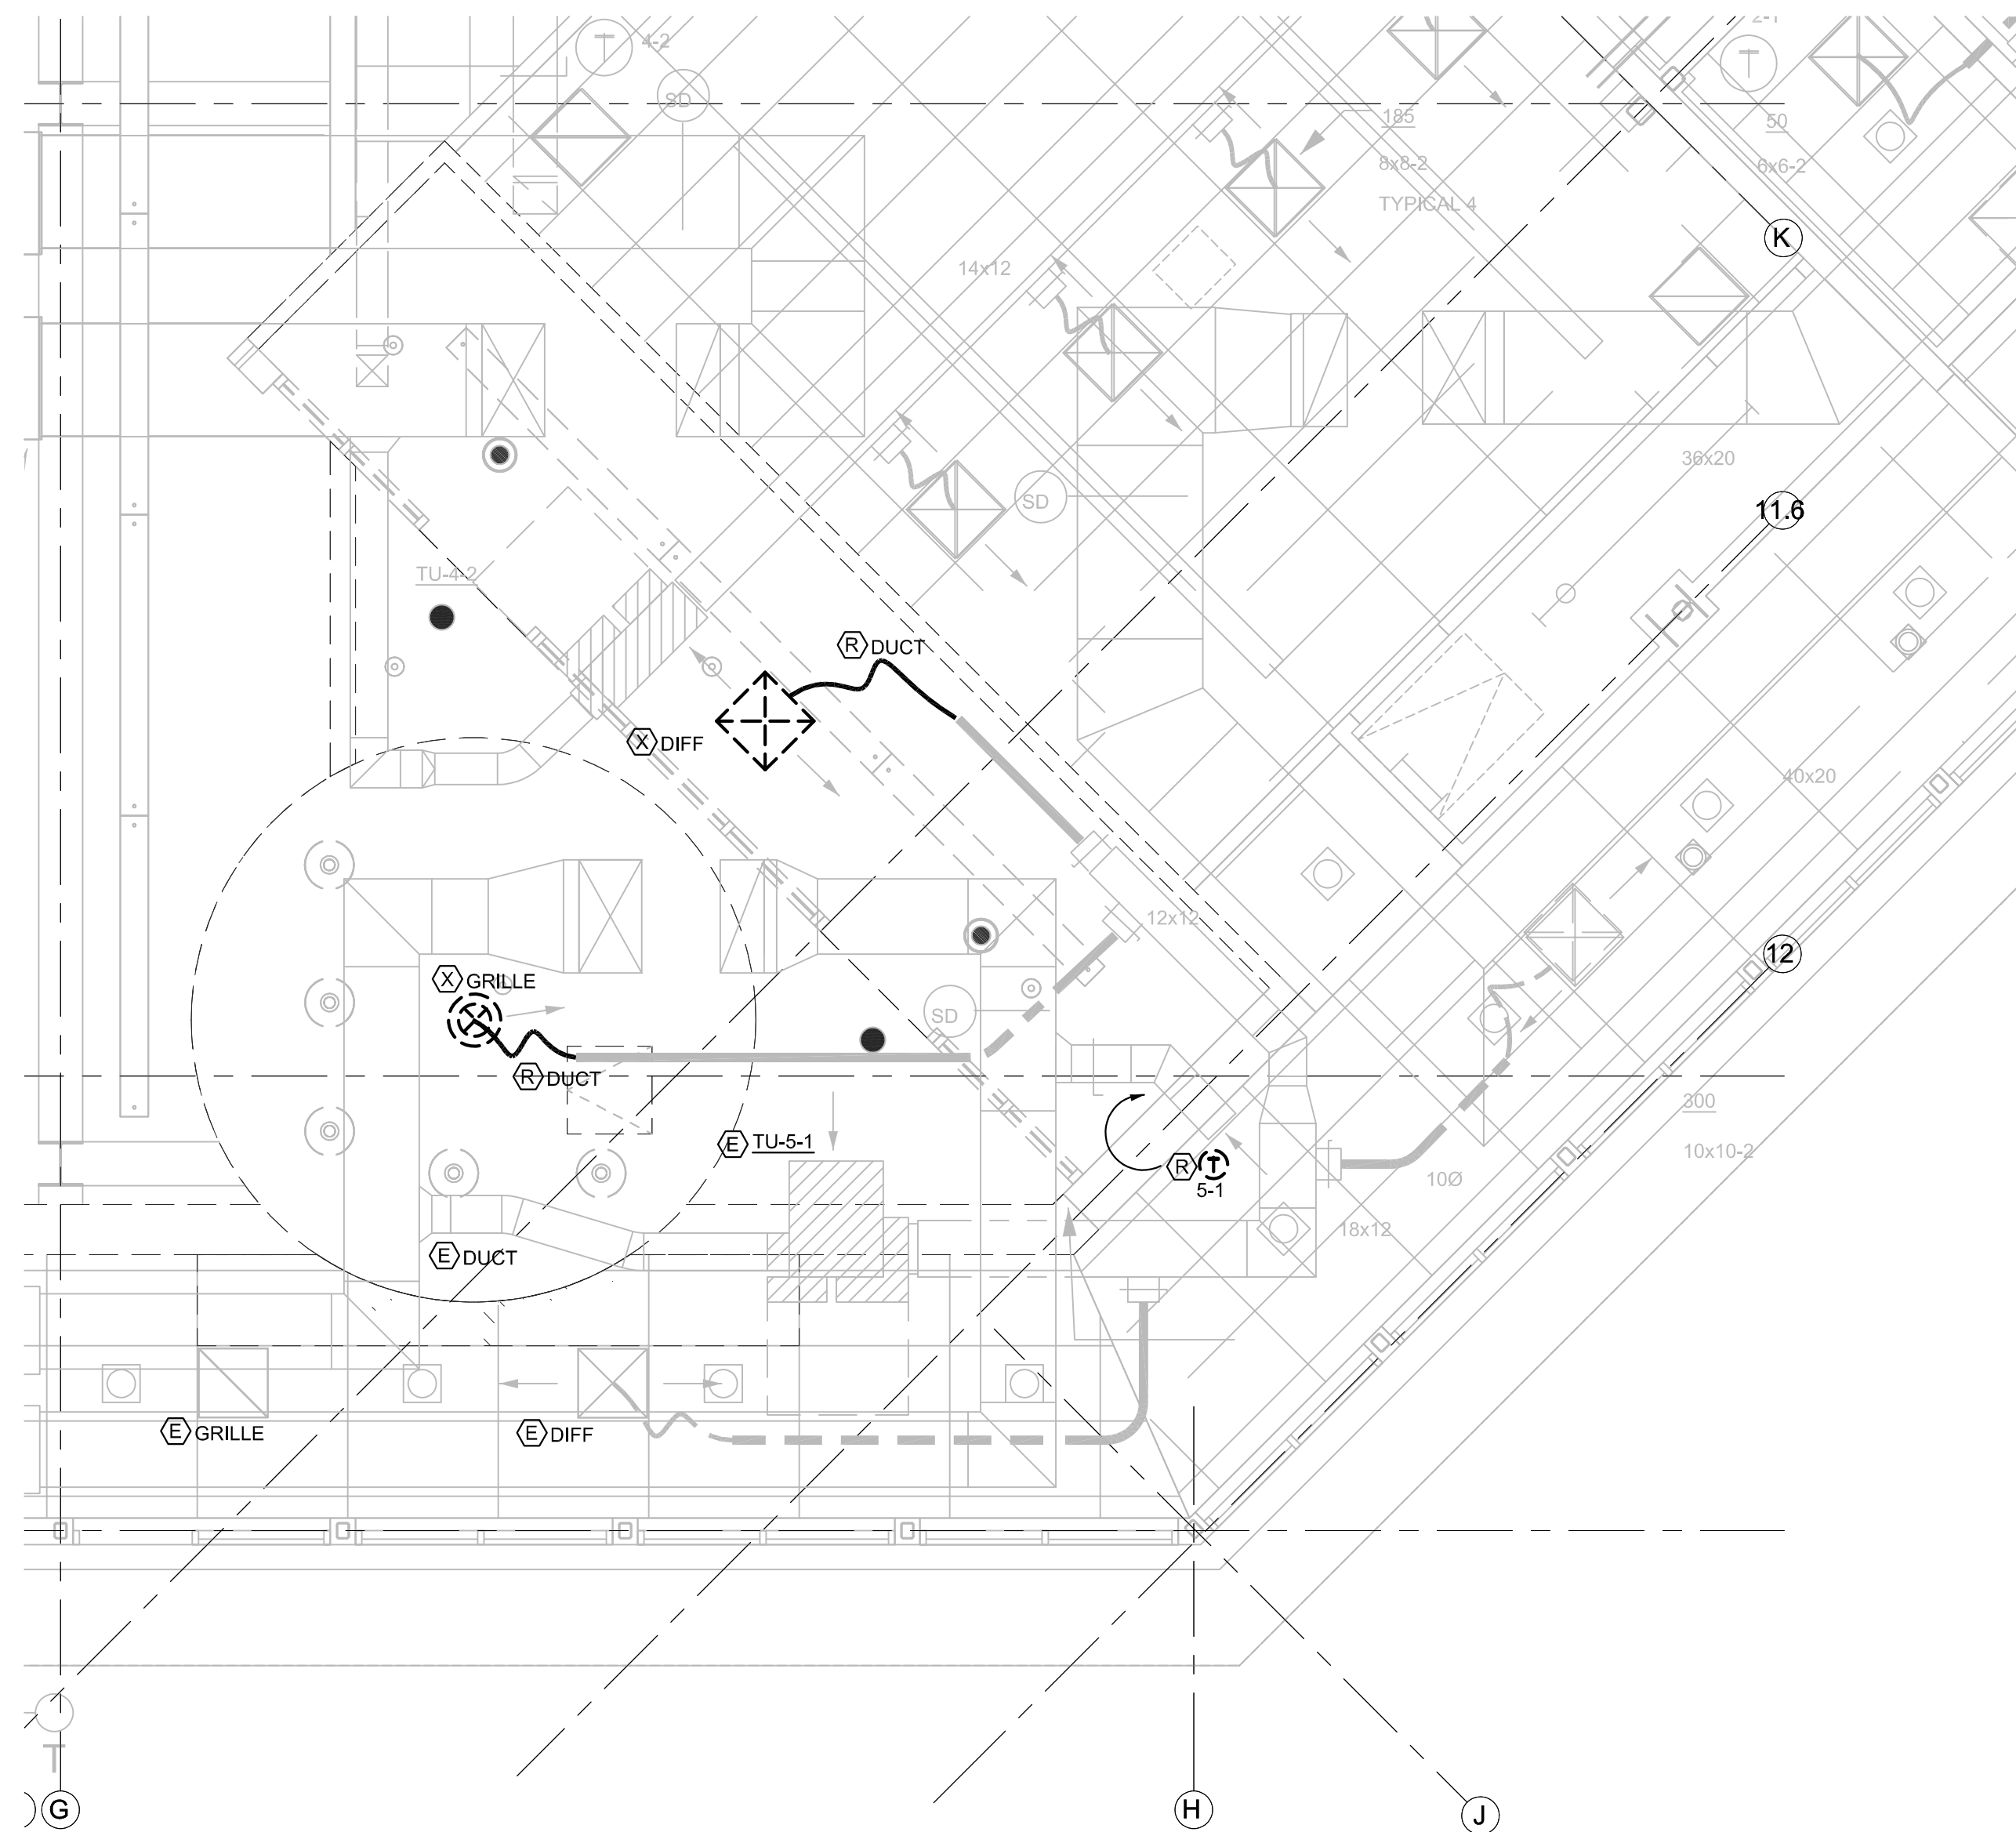 2-1
T
4-2
T
SD
185
50
8x8-2
6x6-2
TYPICAL 4
K
14x12
36x20
SD
11.6
TU-4-2
R DUCT
X DIFF
40x20
12x12
12
X GRILLE
SD
R DUCT
300
E TU-5-1
10x10-2
R T
5-1
10Ø
18x12
E DUCT
E GRILLE
E DIFF
T
G
H
J